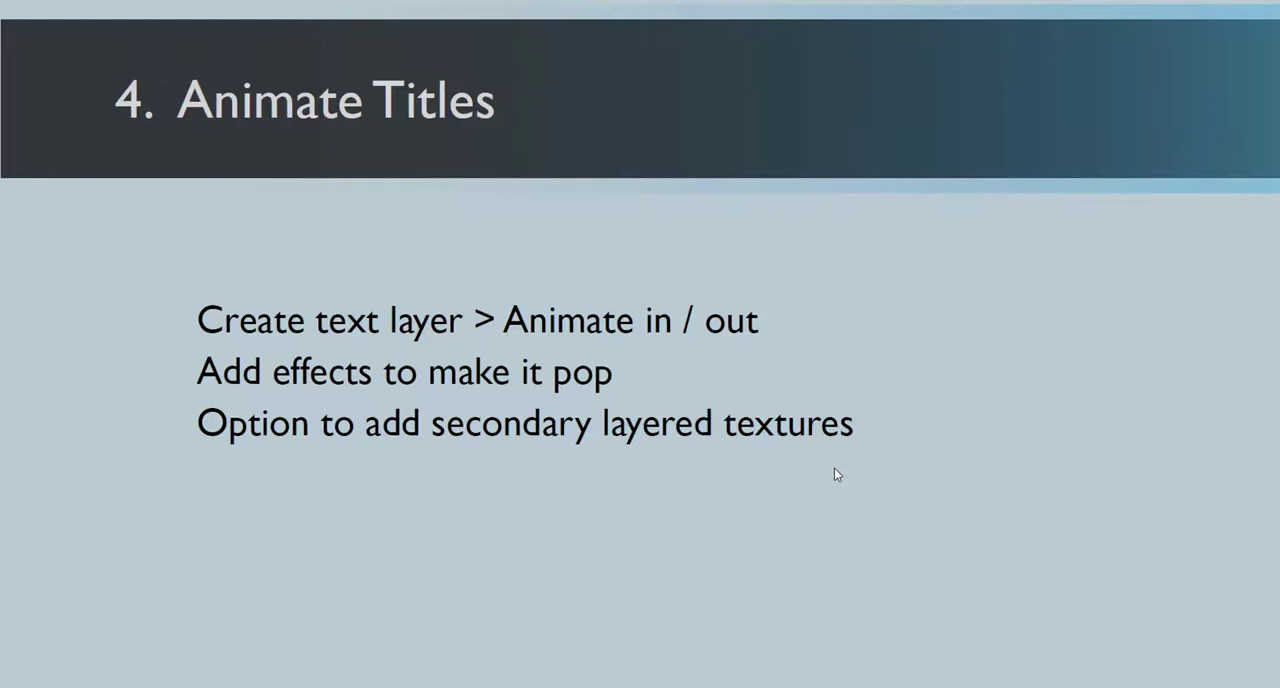 4. Animate Titles
Create text layer > Animate in / out
Add effects to make it pop
Option to add secondary layered textures